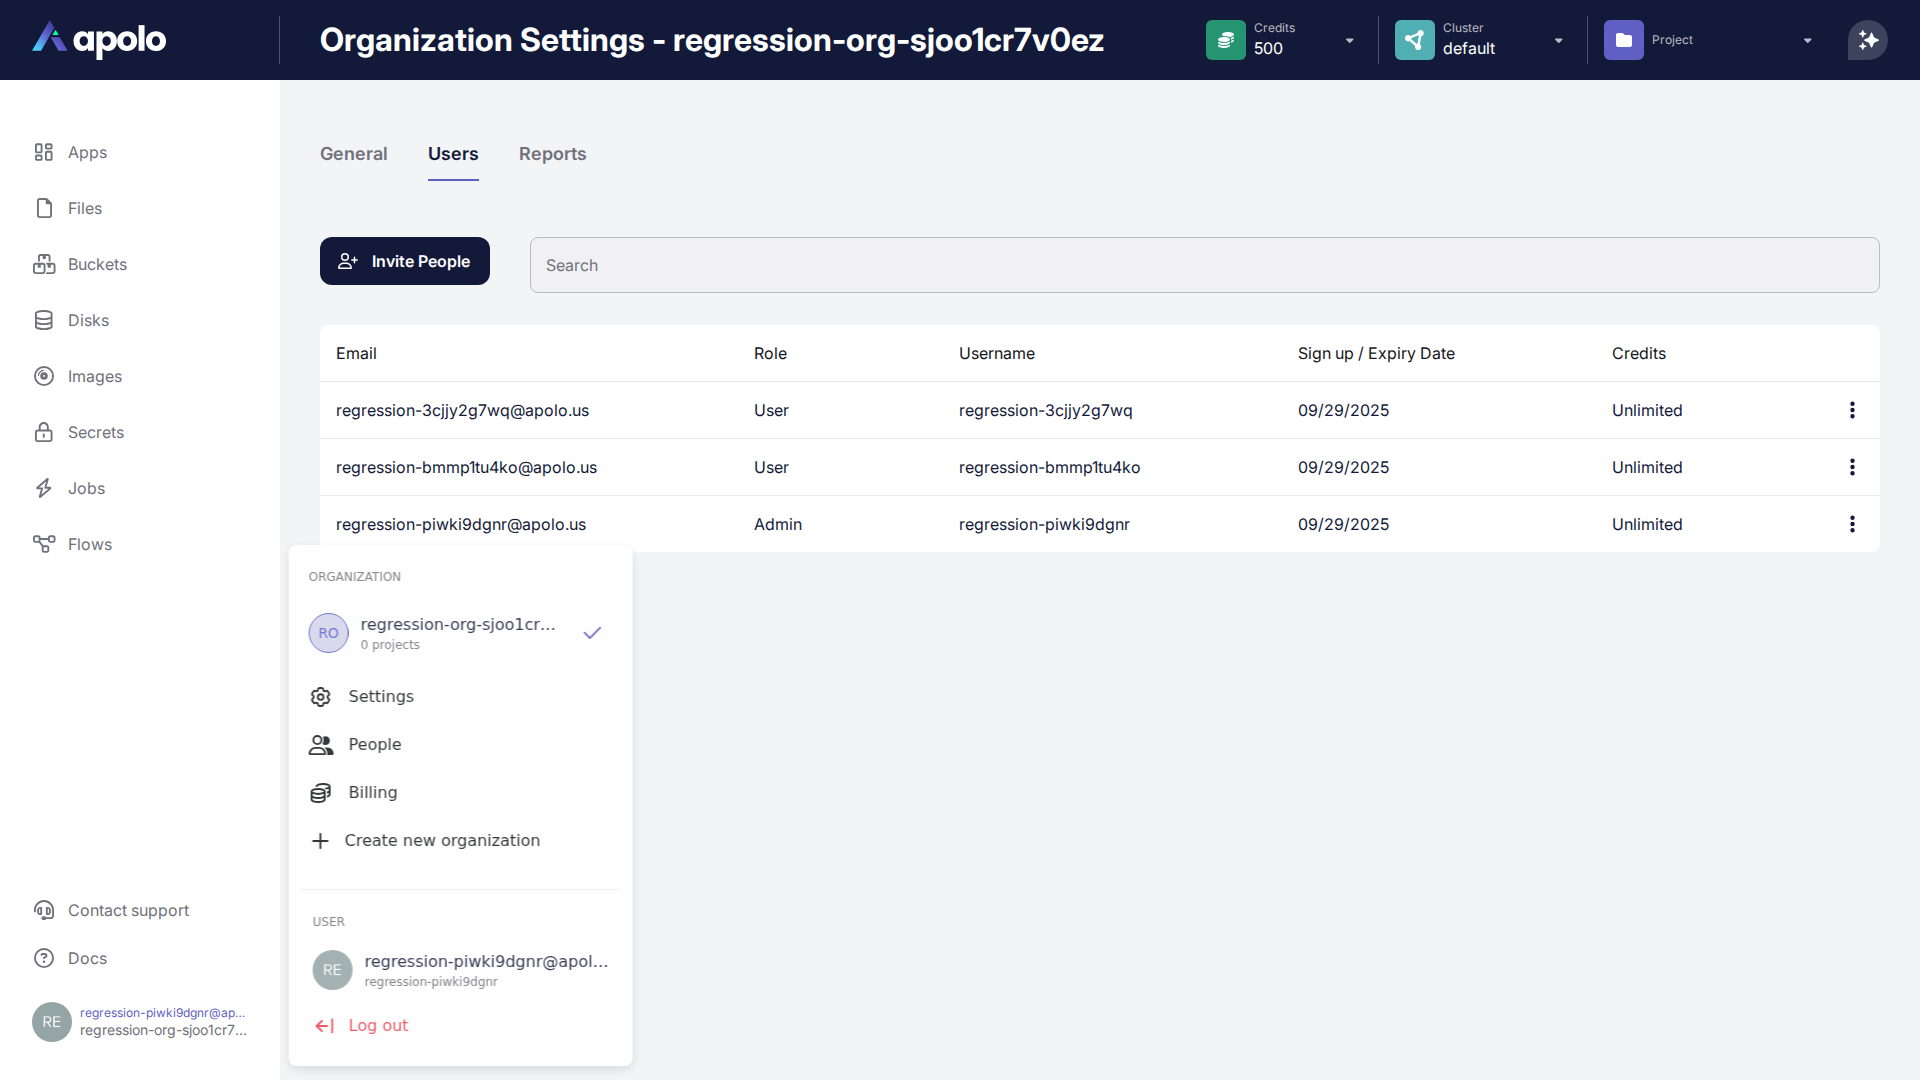 apolo
Organization Settings - regression-org-sjoo1cr7v0ez
Credits
500
Cluster
default
Project
Apps
Files
Buckets
Disks
Images
Secrets
Jobs
Flows
Contact support
Docs
RE
regression-piwki9dgnr@ap...
regression-org-sjoo1cr7...
General Users Reports
Invite People
Search
Email Role Username Sign up / Expiry Date Credits
regression-3cjjy2g7wq@apolo.us User regression-3cjjy2g7wq 09/29/2025 Unlimited
regression-bmmp1tu4ko@apolo.us User regression-bmmp1tu4ko 09/29/2025 Unlimited
regression-piwki9dgnr@apolo.us Admin regression-piwki9dgnr 09/29/2025 Unlimited
ORGANIZATION
RO
regression-org-sjoo1cr...
0 projects
Settings
People
Billing
Create new organization
USER
RE
regression-piwki9dgnr@apol...
regression-piwki9dgnr
Log out